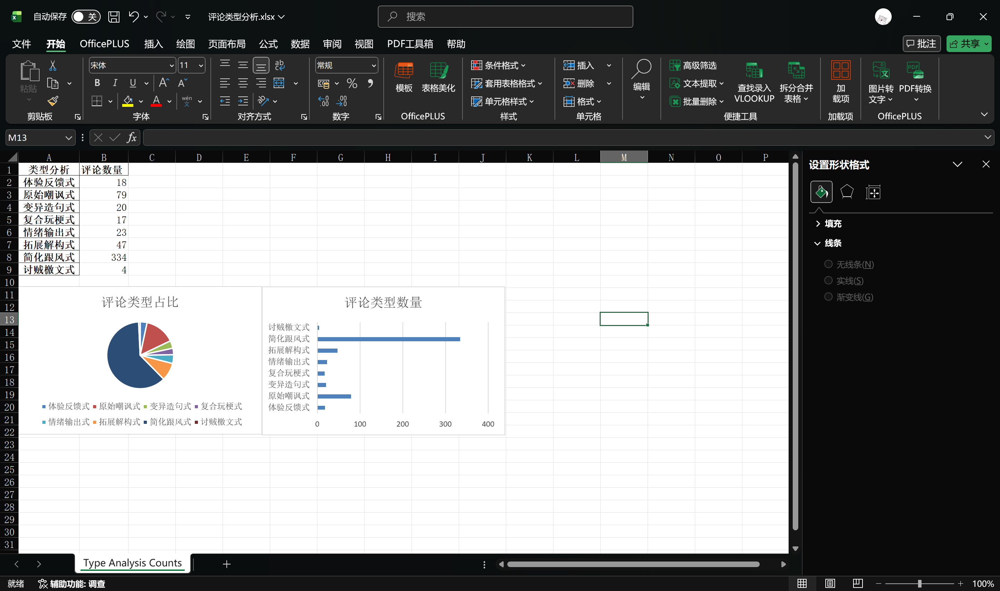 自动保存 关 评论类型分析.xlsx 搜索
文件 开始 OfficePLUS 插入 绘图 页面布局 公式 数据 审阅 视图 PDF工具箱 帮助 批注 共享
粘贴
剪贴板
宋体 11
B I U A A
A wén 文
字体
ab c
对齐方式
常规
% 
数字
模板 表格美化
OfficePLUS
条件格式
套用表格格式
单元格样式
样式
插入
删除
格式
单元格
编辑
高级筛选
文本提取
批量删除
查找录入 VLOOKUP
拆分合并 表格
便捷工具
加 载项
加载项
图片转 文字
PDF转换
OfficePLUS
M13 fx
A B C D E F G H I J K L M N O P
1 类型分析 评论数量
2 体验反馈式 18
3 原始嘲讽式 79
4 变异造句式 20
5 复合玩梗式 17
6 情绪输出式 23
7 拓展解构式 47
8 简化跟风式 334
9 讨贼檄文式 4
10
11
12
13
14
15
16
17
18
19
20
21
22
23
24
25
26
27
28
29
30
31
评论类型占比
体验反馈式 原始嘲讽式 变异造句式 复合玩梗式
情绪输出式 拓展解构式 简化跟风式 讨贼檄文式
评论类型数量
讨贼檄文式
简化跟风式
拓展解构式
情绪输出式
复合玩梗式
变异造句式
原始嘲讽式
体验反馈式
0 100 200 300 400
设置形状格式
填充
线条
无线条(N)
实线(S)
渐变线(G)
Type Analysis Counts
就绪 辅助功能: 调查 100%